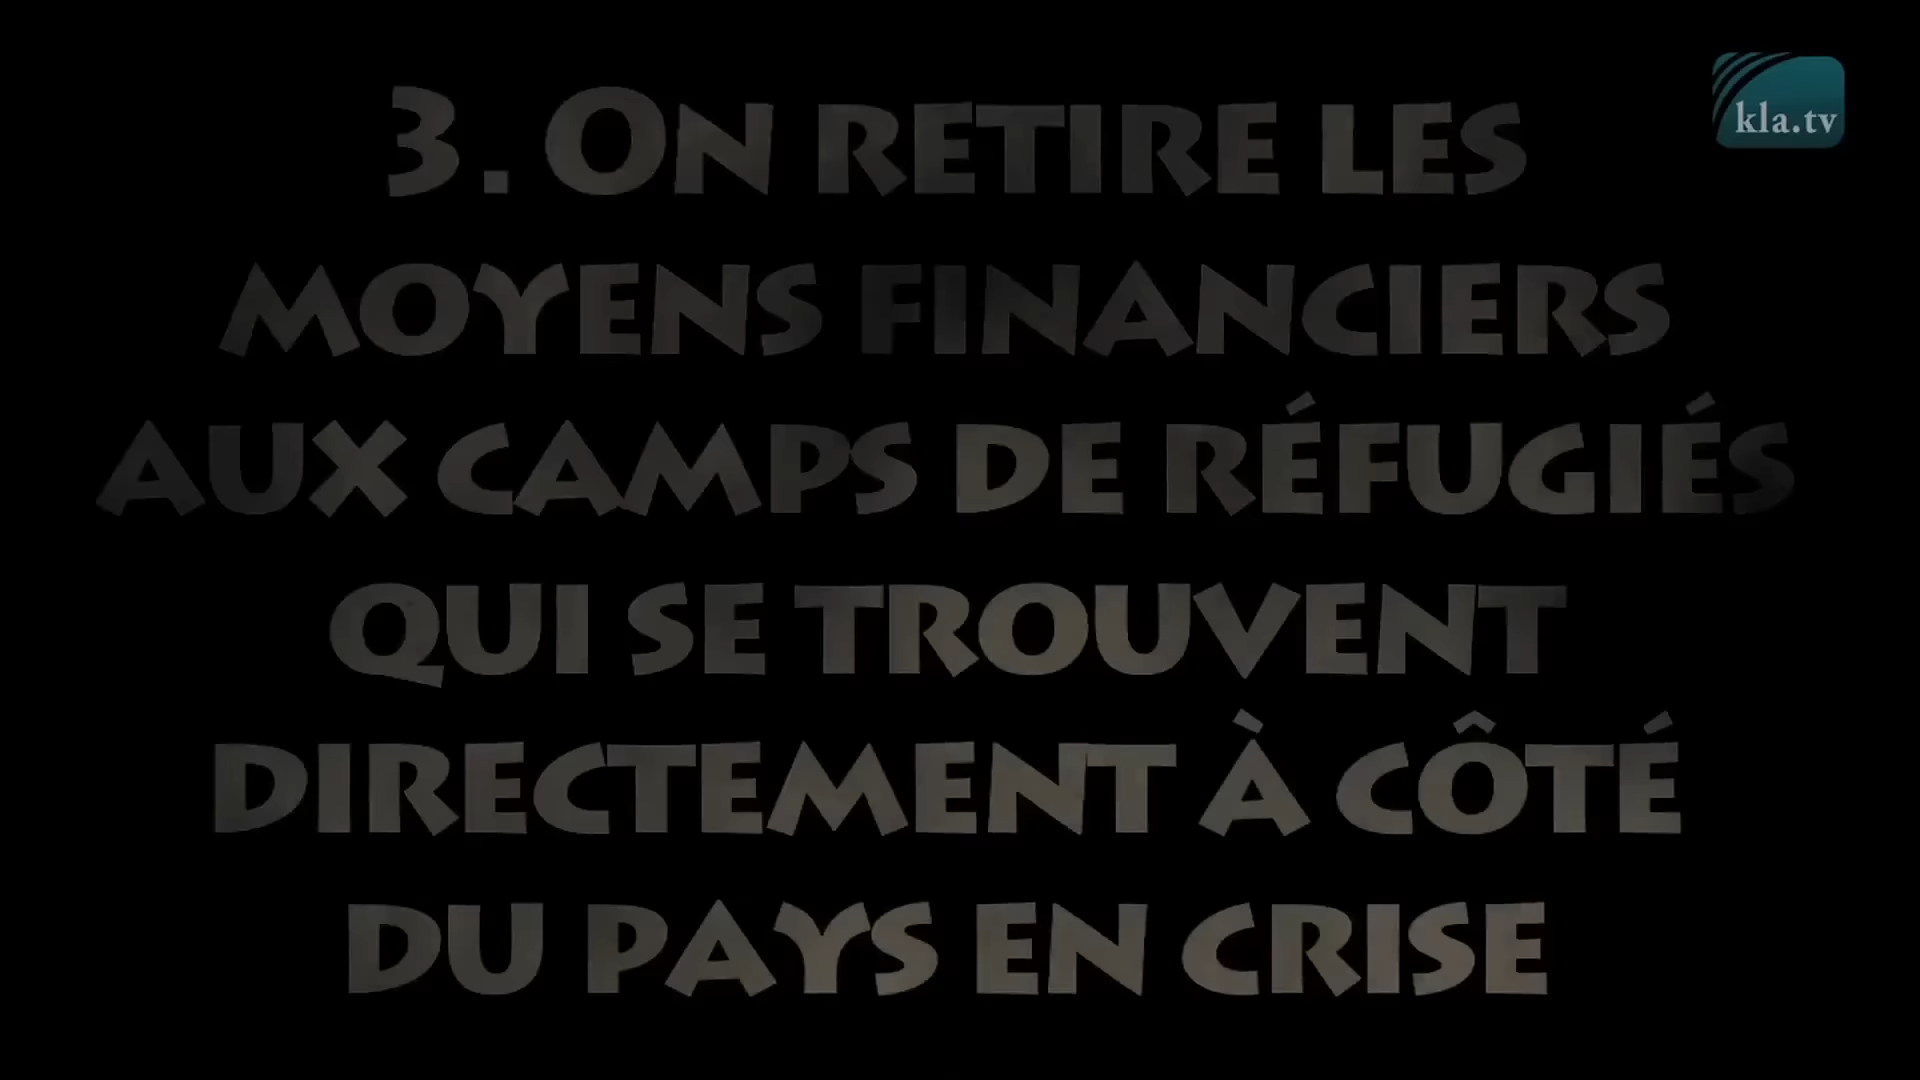 kla.tv
3. On retire les
moyens financiers
aux camps de réfugiés
qui se trouvent
directement à côté
du pays en crise